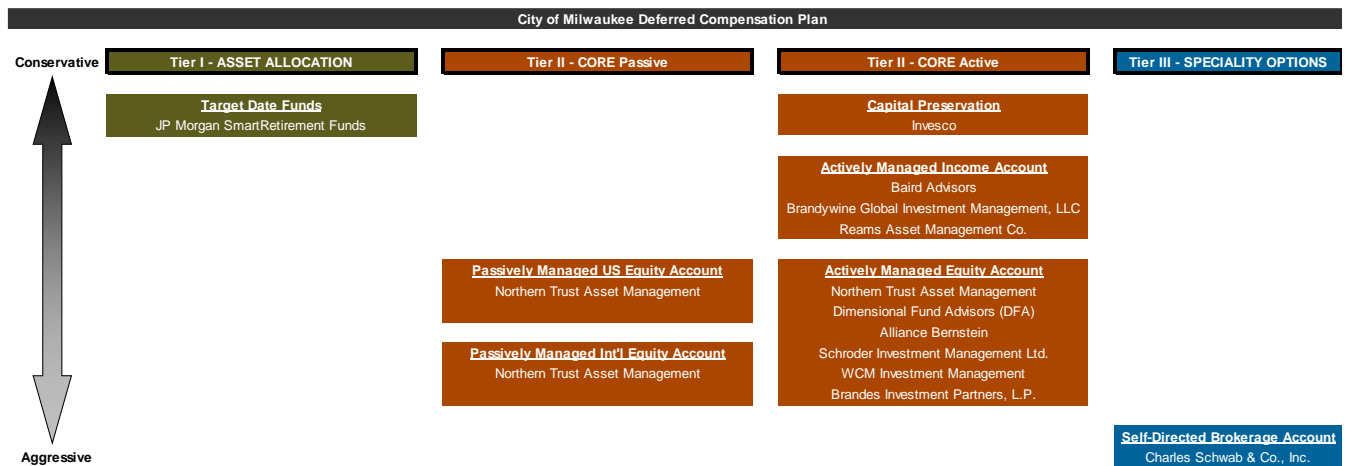 City of Milwaukee Deferred Compensation Plan
Conservative
Tier I - ASSET ALLOCATION
Tier II - CORE Passive
Tier II - CORE Active
Tier III - SPECIALITY OPTIONS
Target Date Funds
JP Morgan SmartRetirement Funds
Capital Preservation
Invesco
Actively Managed Income Account
Baird Advisors
Brandywine Global Investment Management, LLC
Reams Asset Management Co.
Passively Managed US Equity Account
Northern Trust Asset Management
Passively Managed Int'l Equity Account
Northern Trust Asset Management
Actively Managed Equity Account
Northern Trust Asset Management
Dimensional Fund Advisors (DFA)
Alliance Bernstein
Schroder Investment Management Ltd.
WCM Investment Management
Brandes Investment Partners, L.P.
Self-Directed Brokerage Account
Charles Schwab & Co., Inc.
Aggressive